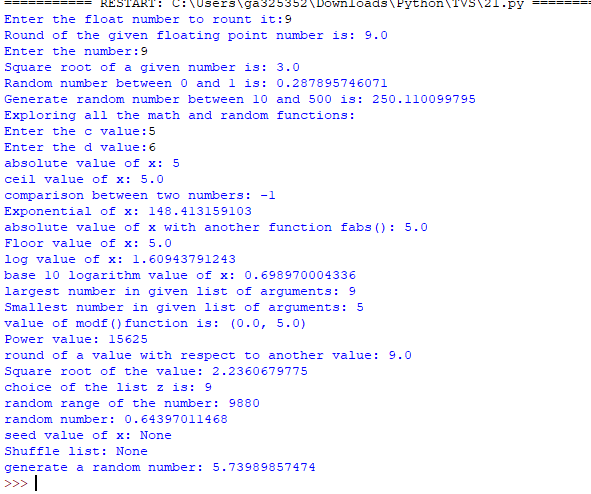 =========== RESTART: C:\Users\ga325352\Downloads\Python\TVS\21.py =======
Enter the float number to rount it:9
Round of the given floating point number is: 9.0
Enter the number:9
Square root of a given number is: 3.0
Random number between 0 and 1 is: 0.287895746071
Generate random number between 10 and 500 is: 250.110099795
Exploring all the math and random functions:
Enter the c value:5
Enter the d value:6
absolute value of x: 5
ceil value of x: 5.0
comparison between two numbers: -1
Exponential of x: 148.413159103
absolute value of x with another function fabs(): 5.0
Floor value of x: 5.0
log value of x: 1.60943791243
base 10 logarithm value of x: 0.698970004336
largest number in given list of arguments: 9
Smallest number in given list of arguments: 5
value of modf()function is: (0.0, 5.0)
Power value: 15625
round of a value with respect to another value: 9.0
Square root of the value: 2.2360679775
choice of the list z is: 9
random range of the number: 9880
random number: 0.64397011468
seed value of x: None
Shuffle list: None
generate a random number: 5.73989857474
>>>